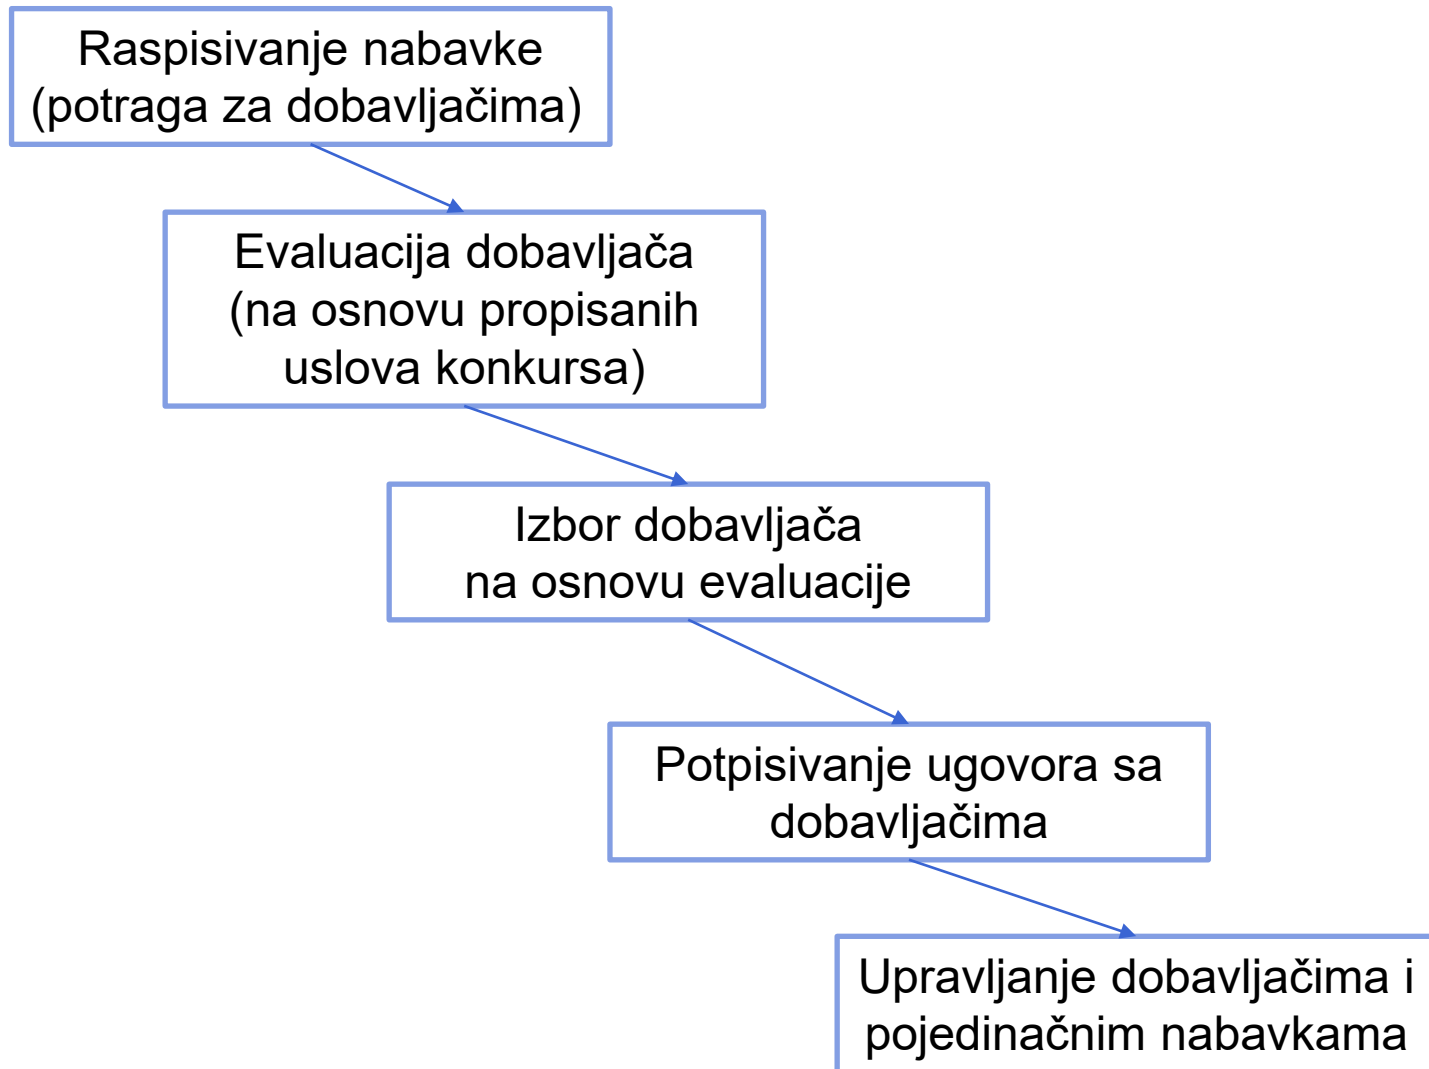 Raspisivanje nabavke
(potraga za dobavljačima)
Evaluacija dobavljača
(na osnovu propisanih
uslova konkursa)
Izbor dobavljača
na osnovu evaluacije
Potpisivanje ugovora sa
dobavljačima
Upravljanje dobavljačima i
pojedinačnim nabavkama